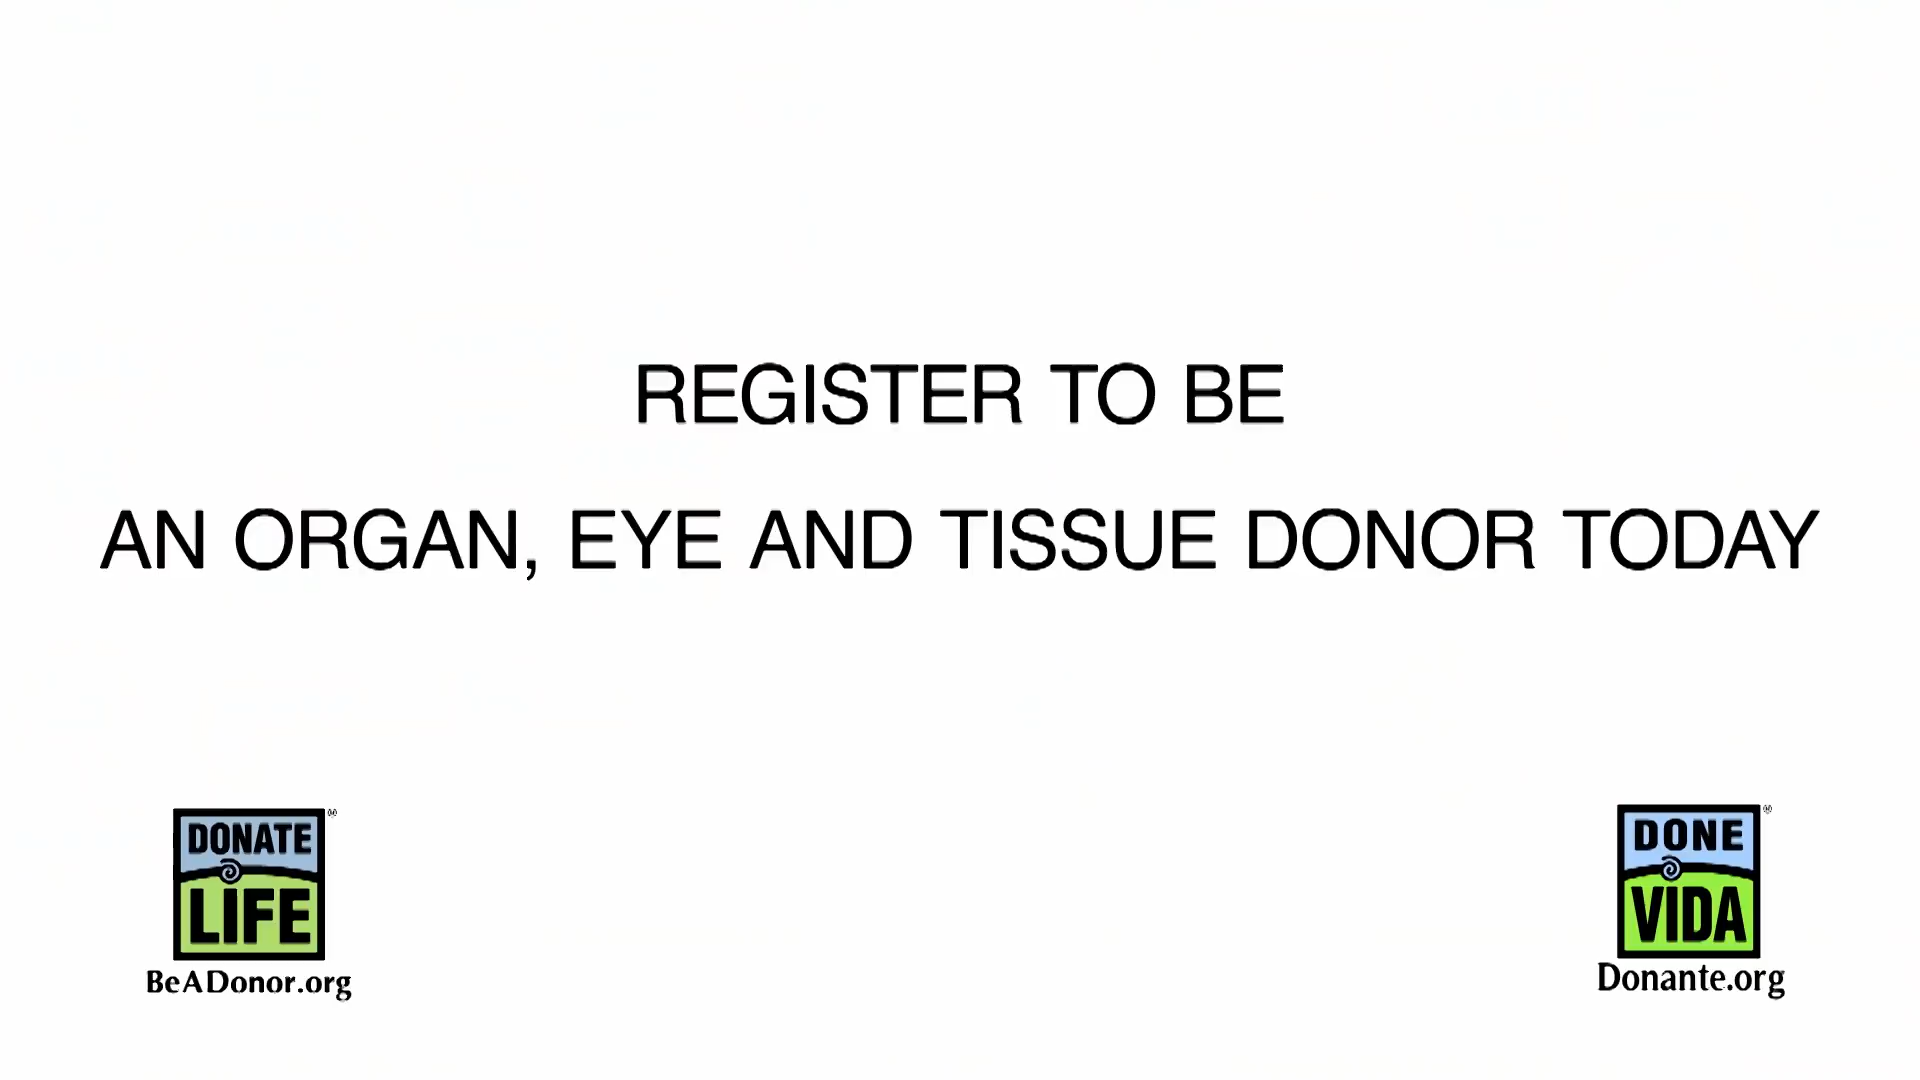 REGISTER TO BE
AN ORGAN, EYE AND TISSUE DONOR TODAY
DONATE
LIFE
BeADonor.org
DONE
VIDA
Donante.org